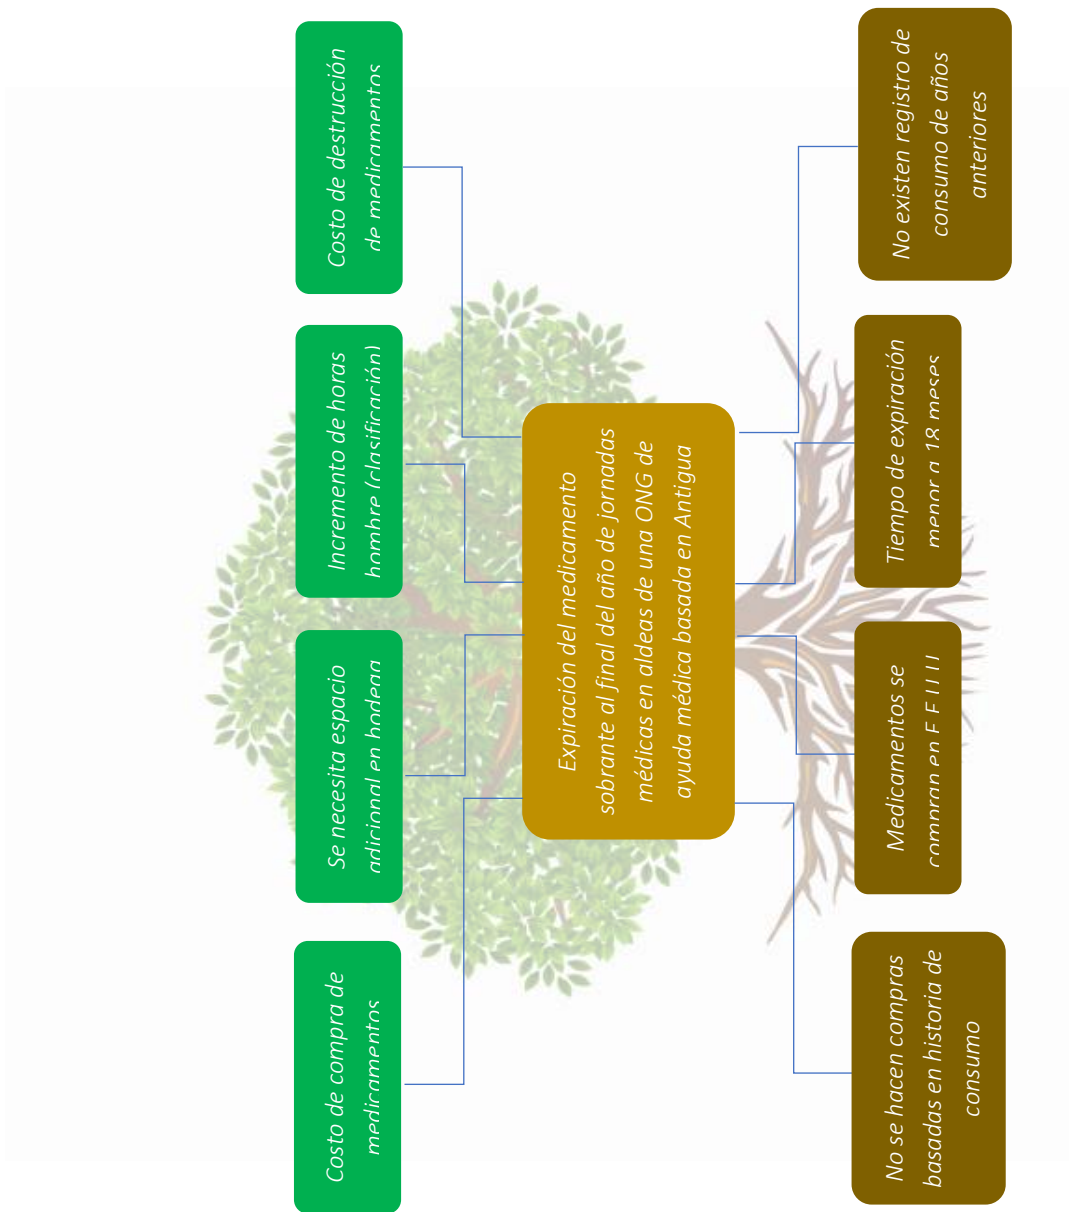 Costo de compra de
medicamentos
Se necesita espacio
adicional en bodega
Incremento de horas
hombre (clasificación)
Costo de destrucción
de medicamentos
Expiración del medicamento
sobrante al final del año de jornadas
médicas en aldeas de una ONG de
ayuda médica basada en Antigua
No se hacen compras
basadas en historia de
consumo
Medicamentos se
compran en
Tiempo de expiración
menor a 18 meses
No existen registro de
consumo de años
anteriores